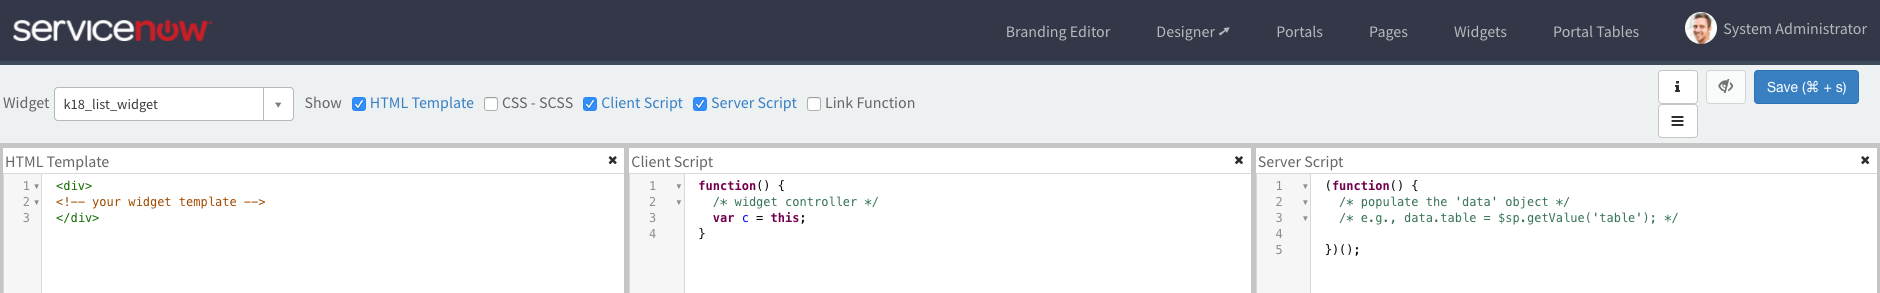 servicenow
Branding Editor Designer Portals Pages Widgets Portal Tables System Administrator
Widget k18_list_widget Show HTML Template CSS - SCSS Client Script Server Script Link Function
i Save (⌘ + s)
HTML Template
1 <div>
2 <!-- your widget template -->
3 </div>
Client Script
1 function() {
2 /* widget controller */
3 var c = this;
4 }
Server Script
1 (function() {
2 /* populate the 'data' object */
3 /* e.g., data.table = $sp.getValue('table'); */
4
5 })();